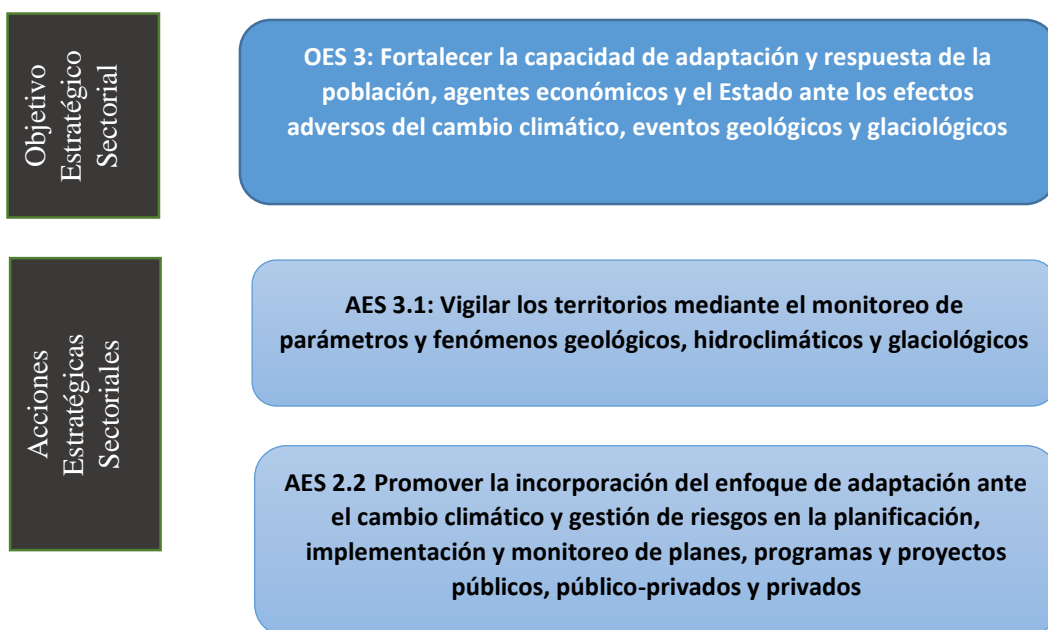 Objetivo
Estratégico
Sectorial
OES 3: Fortalecer la capacidad de adaptación y respuesta de la
población, agentes económicos y el Estado ante los efectos
adversos del cambio climático, eventos geológicos y glaciológicos
Acciones
Estratégicas
Sectoriales
AES 3.1: Vigilar los territorios mediante el monitoreo de
parámetros y fenómenos geológicos, hidroclimáticos y glaciológicos
AES 2.2 Promover la incorporación del enfoque de adaptación ante
el cambio climático y gestión de riesgos en la planificación,
implementación y monitoreo de planes, programas y proyectos
públicos, público-privados y privados